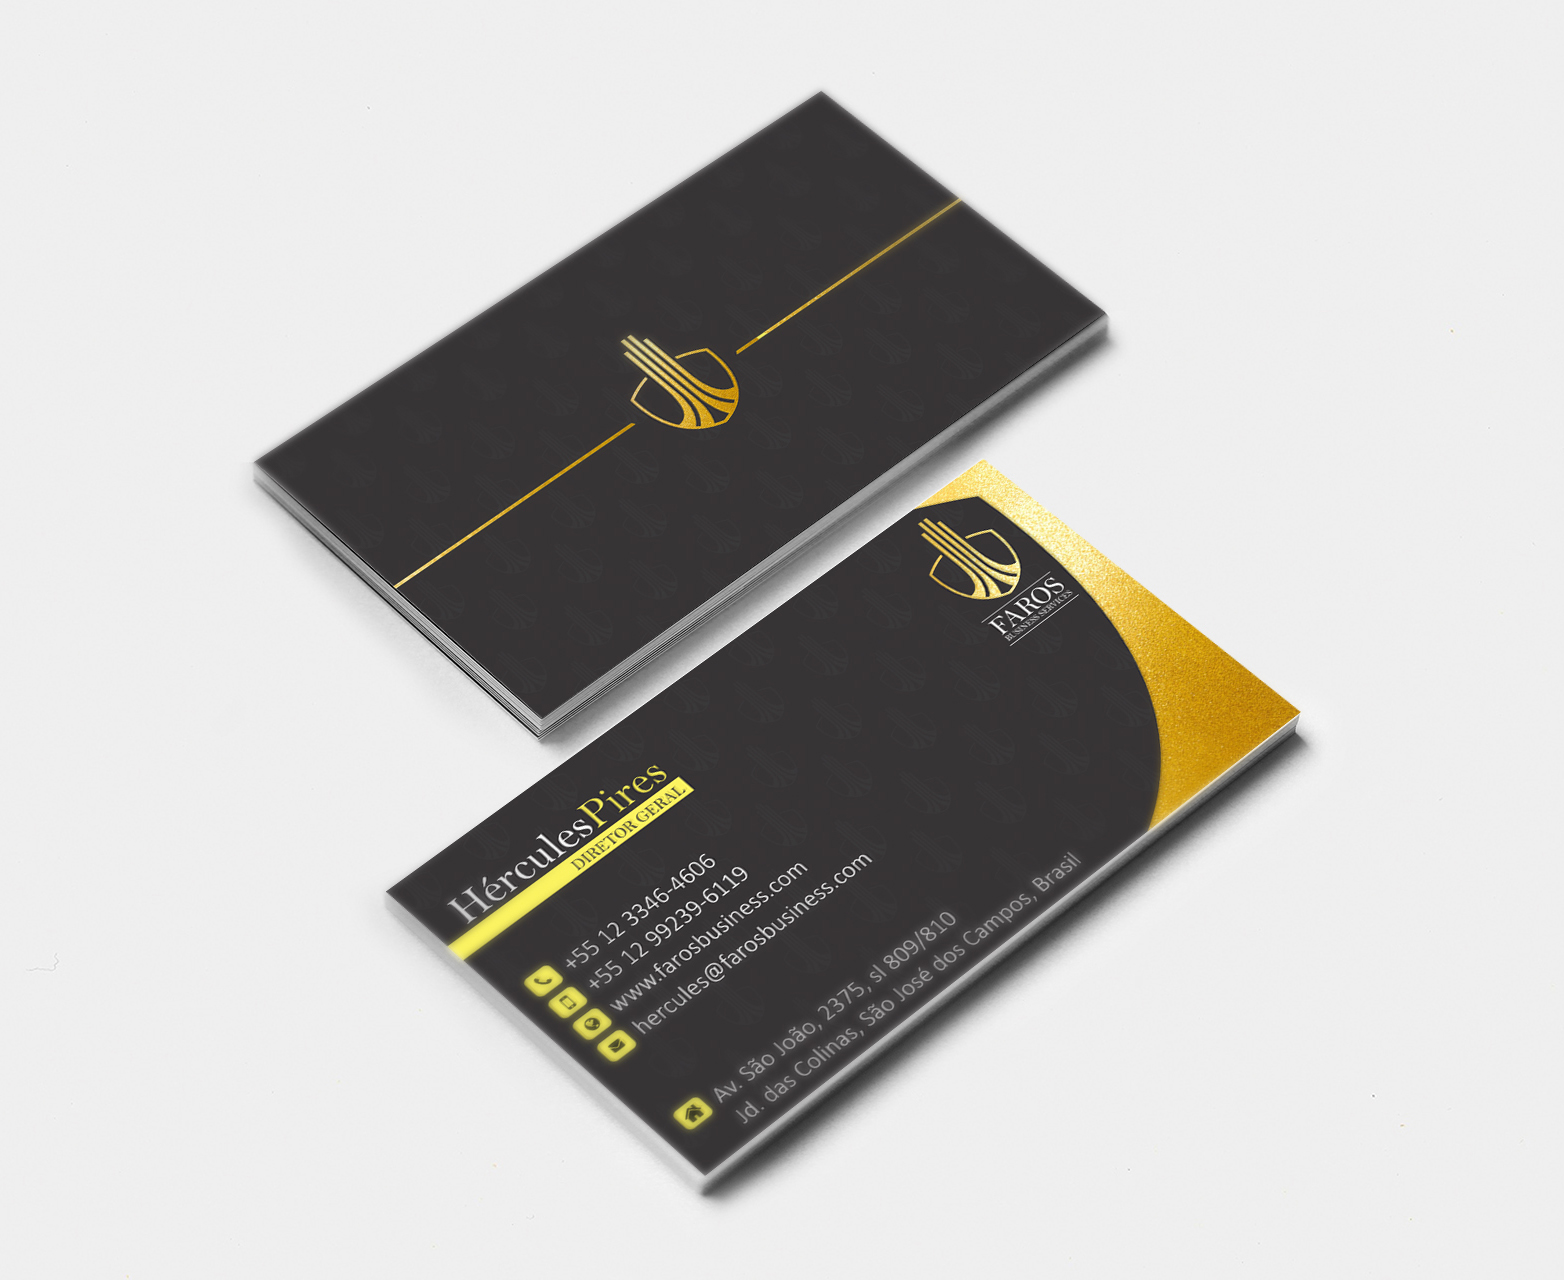 FAROS
BUSINESS SERVICES
HérculesPires
DIRETOR GERAL
+55 12 3346-4606
+55 12 99239-6119
www.farosbusiness.com
hercules@farosbusiness.com
Av. São João, 2375, sl 809/810
Jd. das Colinas, São José dos Campos, Brasil